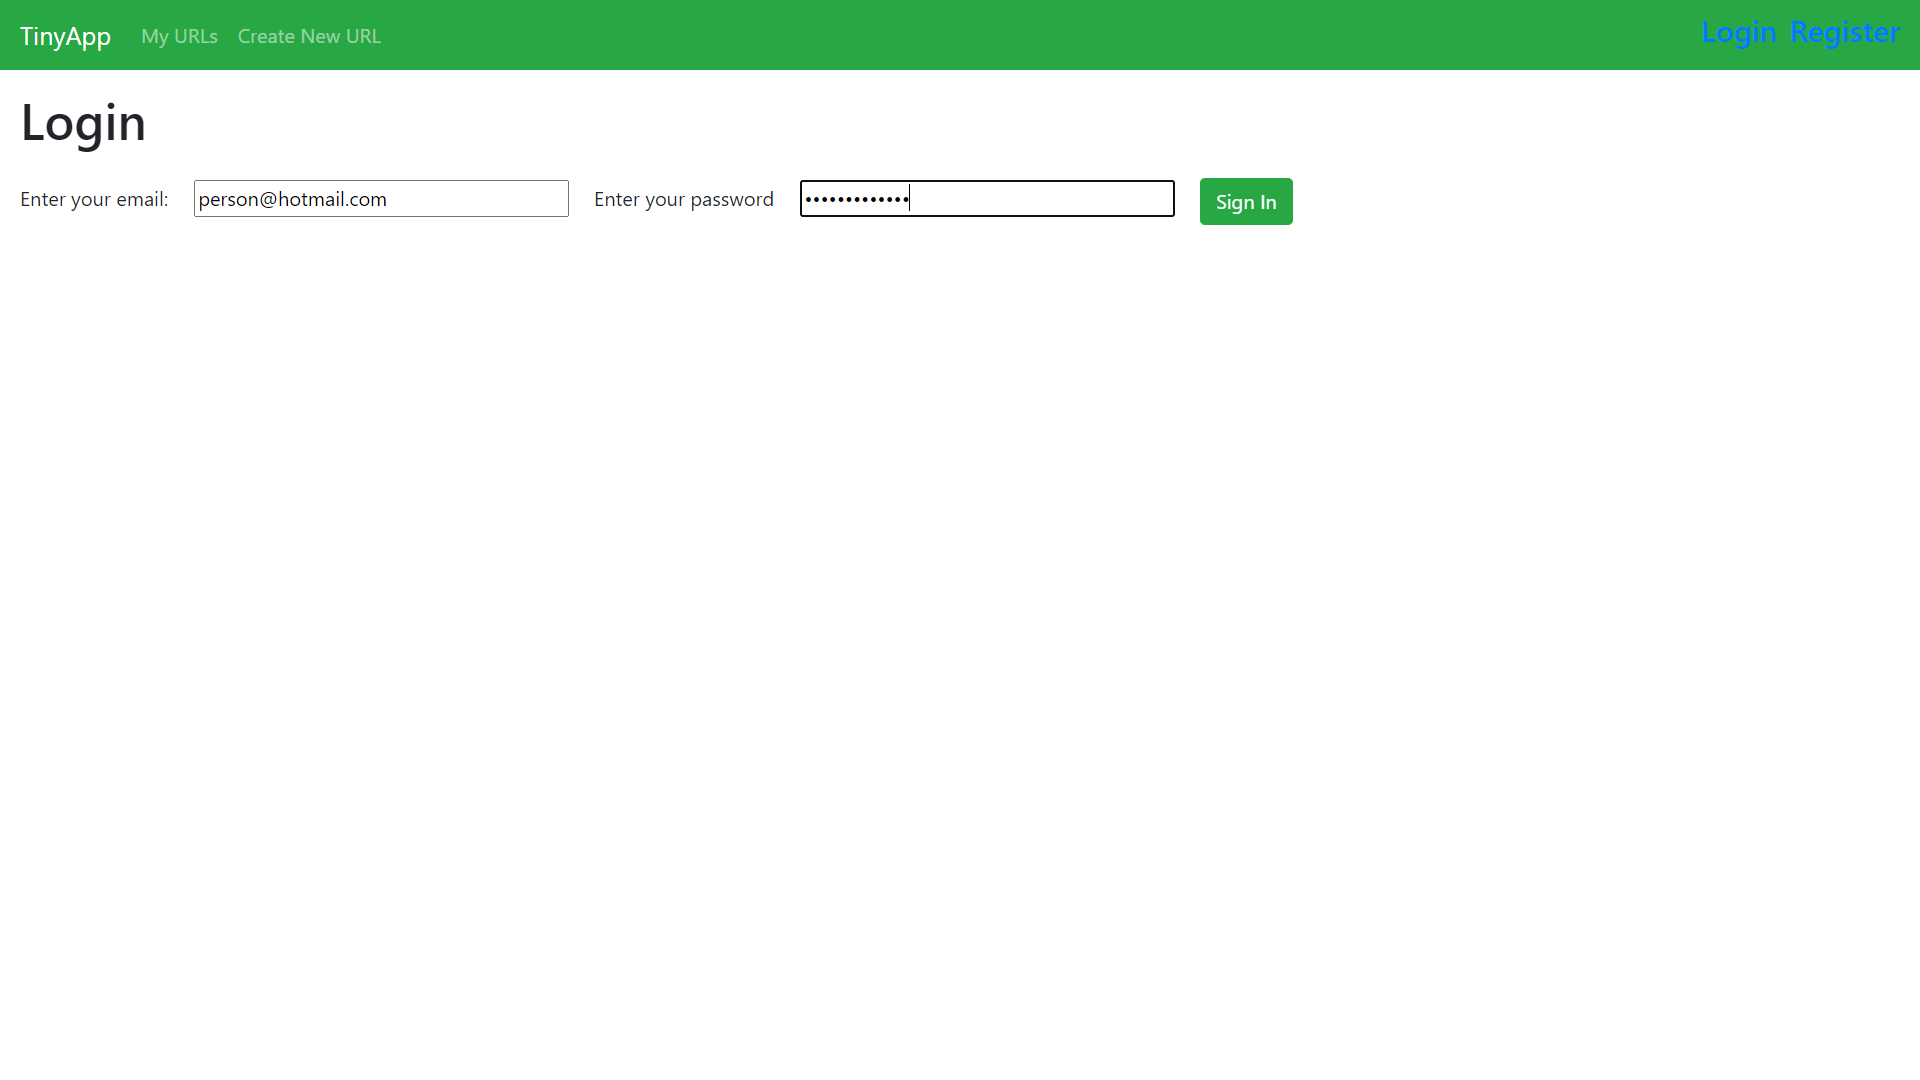 TinyApp My URLs Create New URL Login Register
Login
Enter your email: person@hotmail.com Enter your password ••••••••••••• Sign In